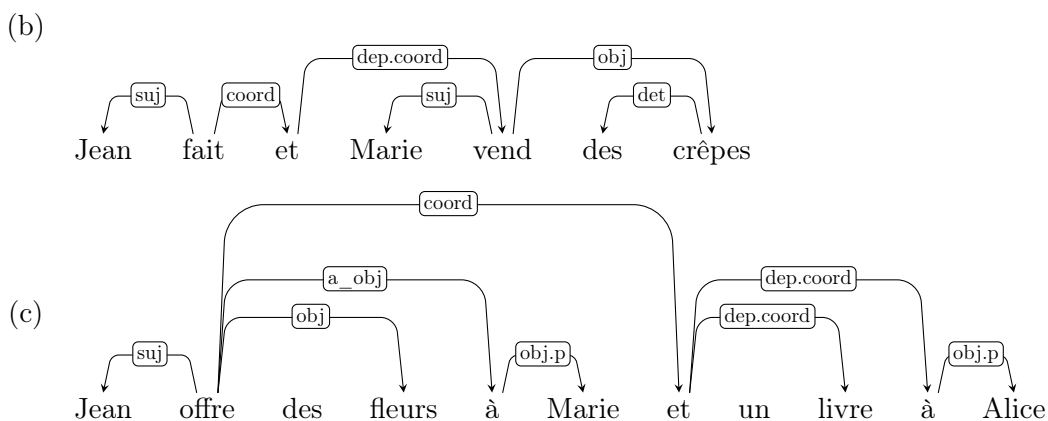 (b)
dep.coord obj
suj coord suj det
Jean fait et Marie vend des crêpes
coord
a_obj dep.coord
(c)
obj dep.coord
suj obj.p obj.p
Jean offre des fleurs à Marie et un livre à Alice